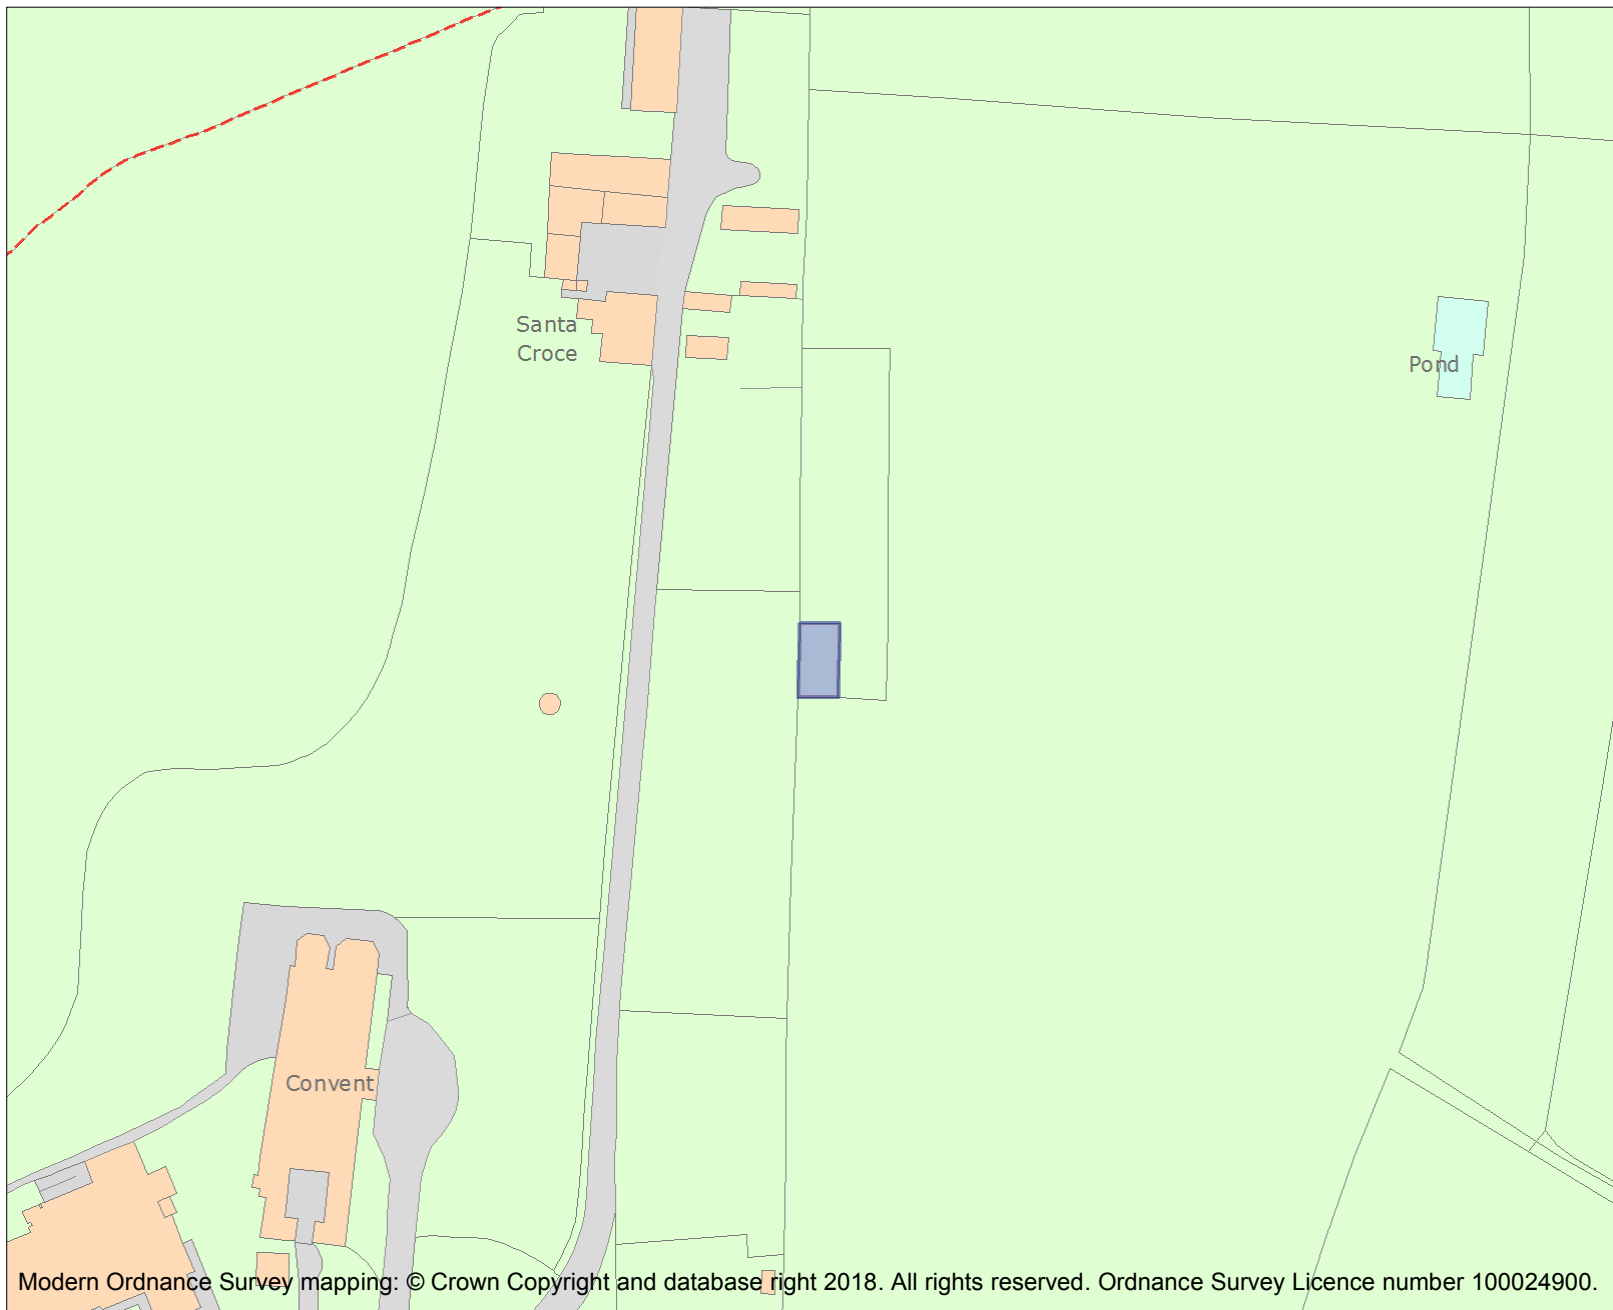 Santa
Croce
Pond
Convent
Modern Ordnance Survey mapping: © Crown Copyright and database right 2018. All rights reserved. Ordnance Survey Licence number 100024900.